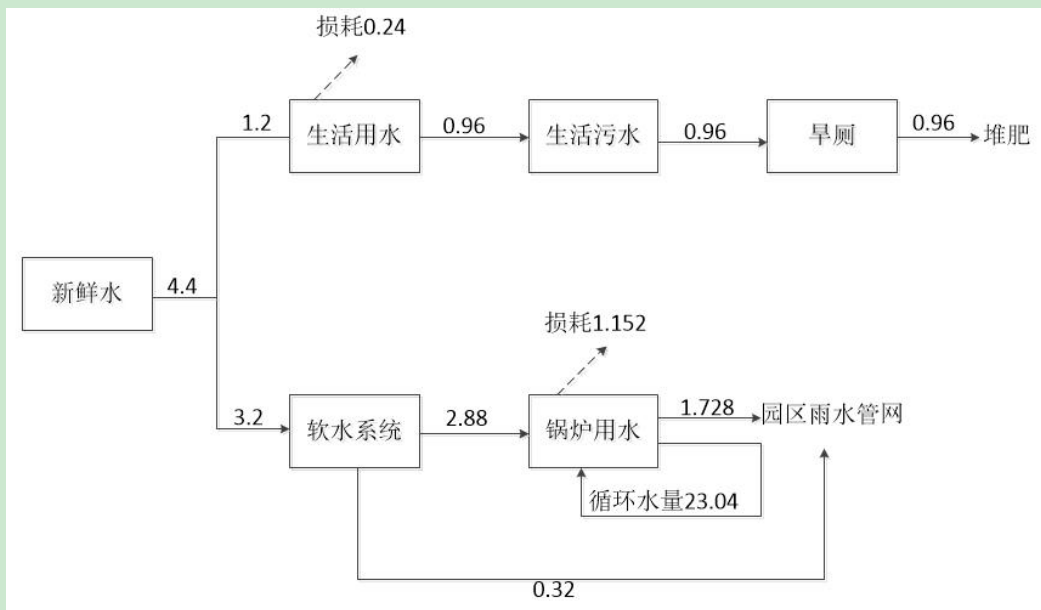 损耗0.24
1.2
生活用水
0.96
生活污水
0.96
旱厕
0.96
堆肥
新鲜水
4.4
损耗1.152
3.2
软水系统
2.88
锅炉用水
1.728
园区雨水管网
循环水量23.04
0.32